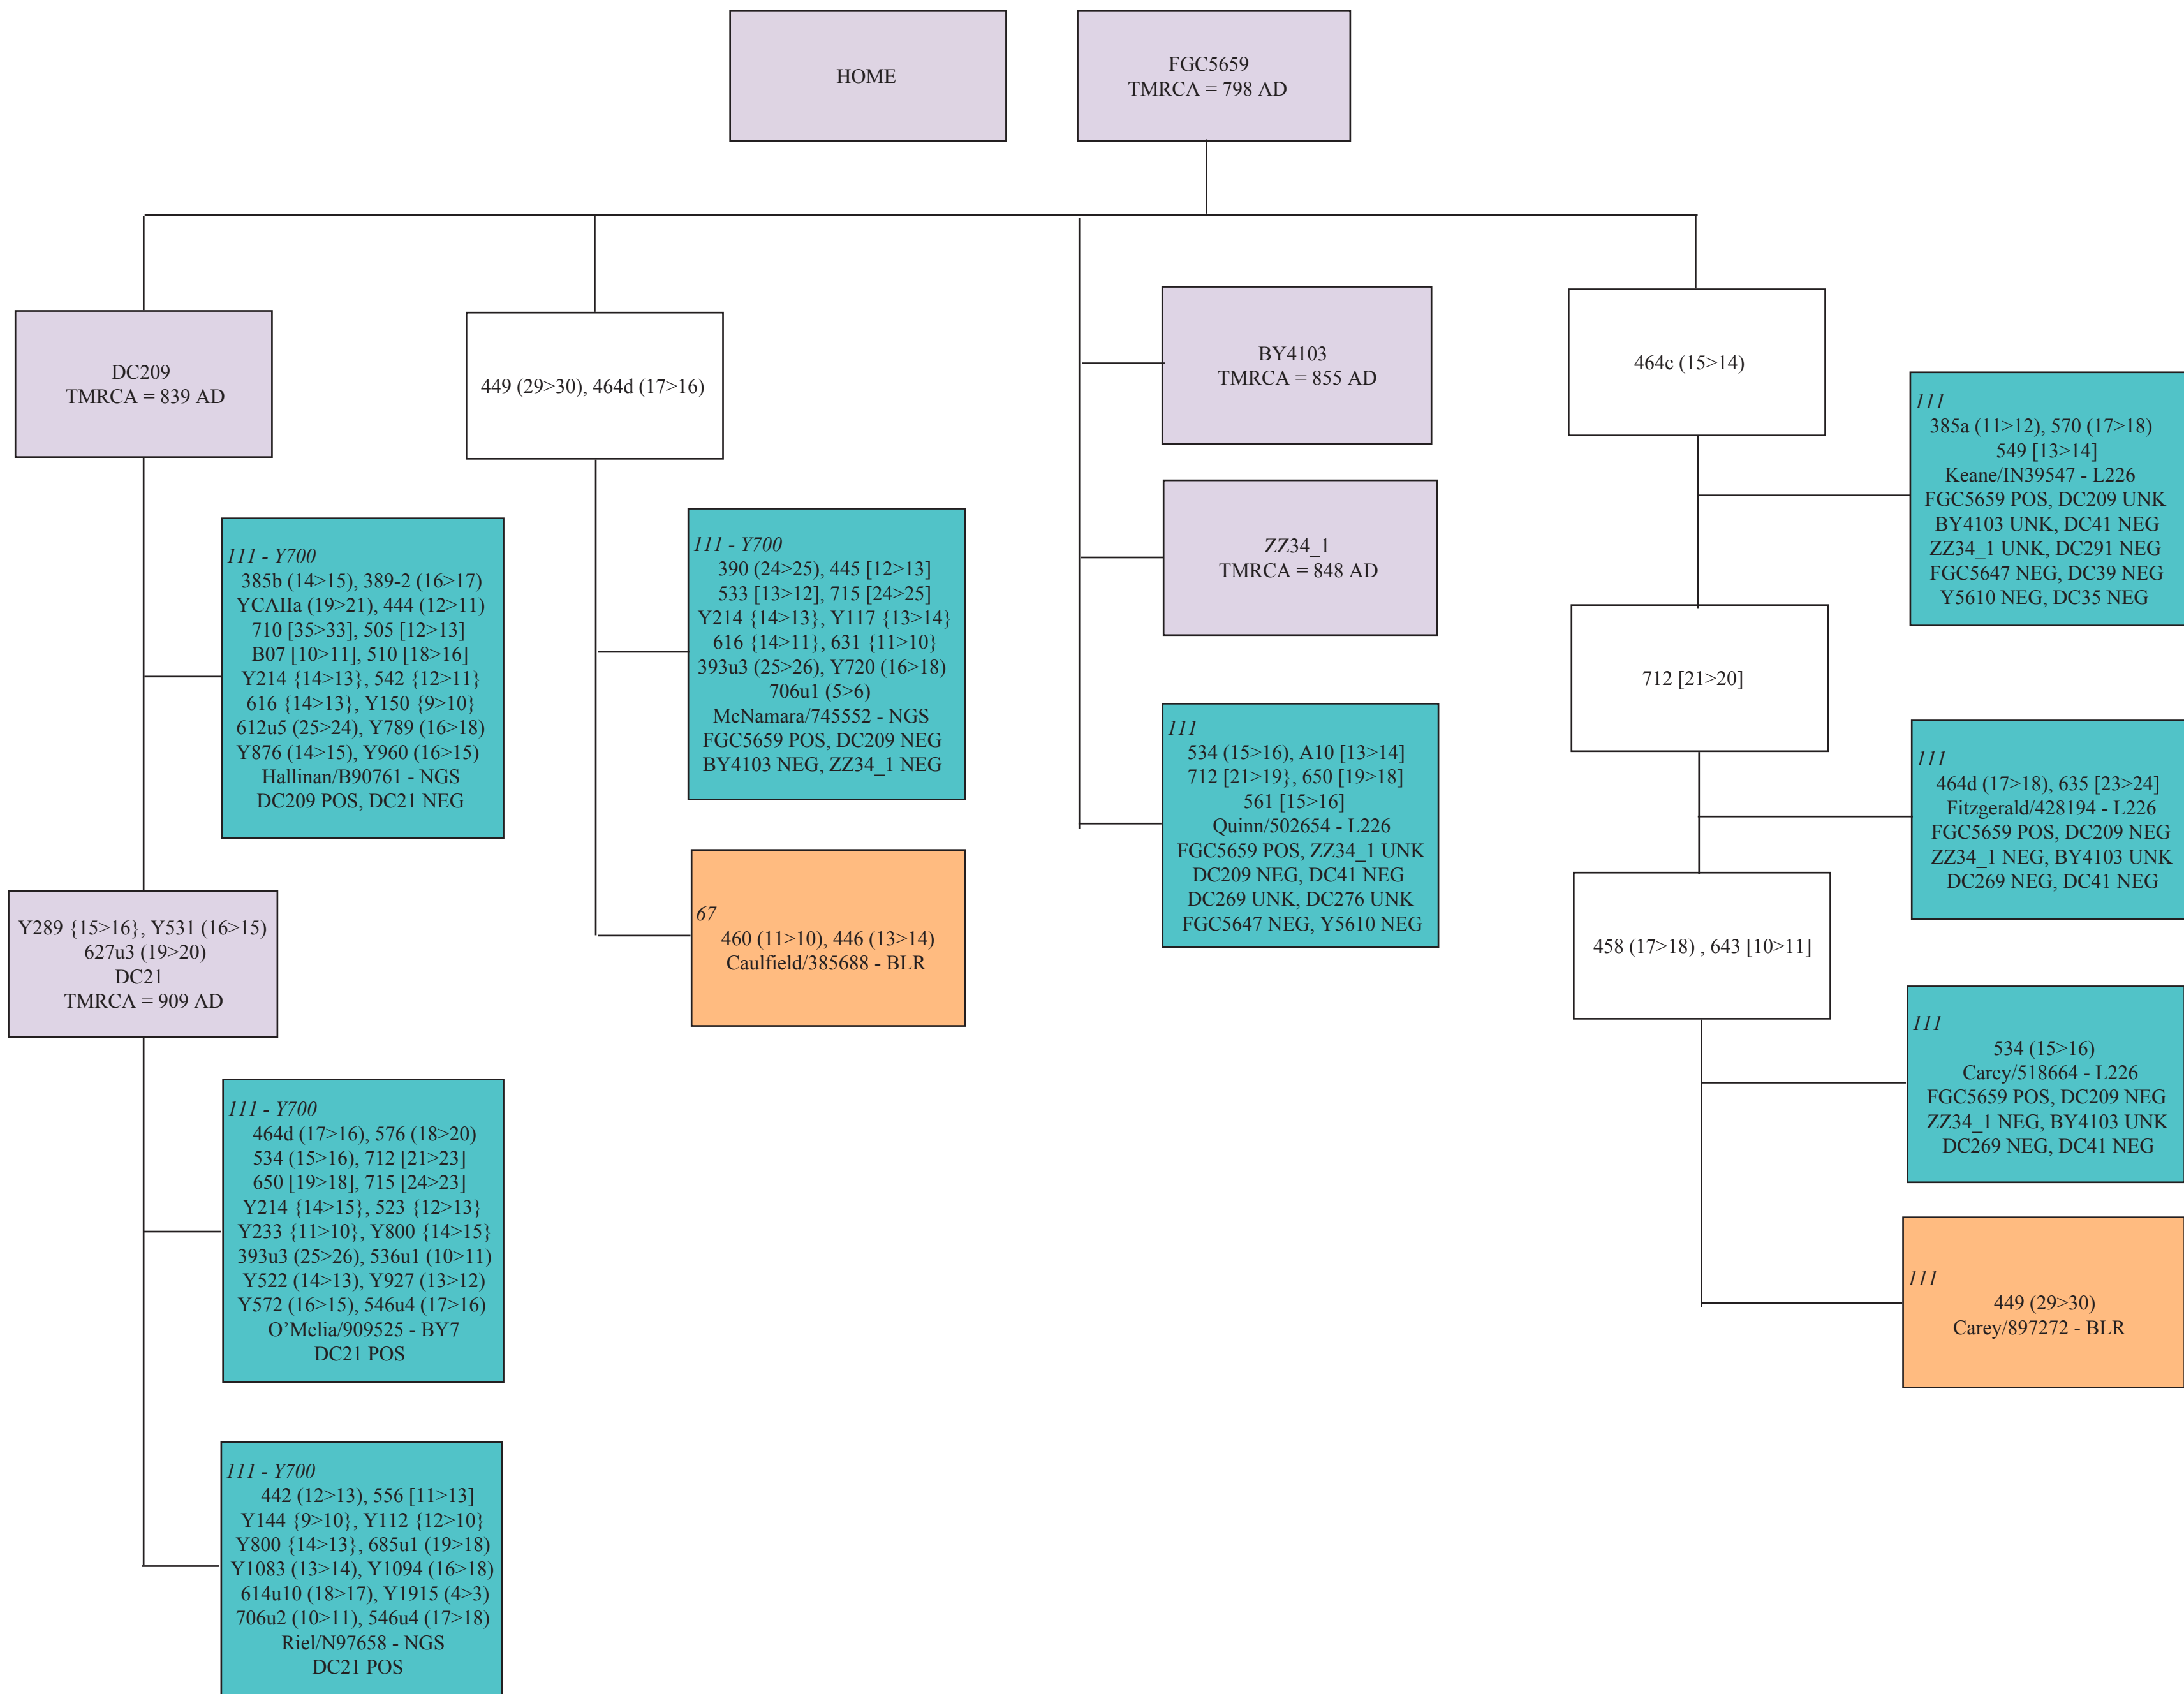 HOME
FGC5659
TMRCA = 798 AD
DC209
TMRCA = 839 AD
111 - Y700
385b (14>15), 389-2 (16>17)
YCAIIa (19>21), 444 (12>11)
710 [35>33], 505 [12>13]
B07 [10>11], 510 [18>16]
Y214 {14>13}, 542 {12>11}
616 {14>13}, Y150 {9>10}
612u5 (25>24), Y789 (16>18)
Y876 (14>15), Y960 (16>15)
Hallinan/B90761 - NGS
DC209 POS, DC21 NEG
Y289 {15>16}, Y531 (16>15)
627u3 (19>20)
DC21
TMRCA = 909 AD
111 - Y700
464d (17>16), 576 (18>20)
534 (15>16), 712 [21>23]
650 [19>18], 715 [24>23]
Y214 {14>15}, 523 {12>13}
Y233 {11>10}, Y800 {14>15}
393u3 (25>26), 536u1 (10>11)
Y522 (14>13), Y927 (13>12)
Y572 (16>15), 546u4 (17>16)
O’Melia/909525 - BY7
DC21 POS
111 - Y700
442 (12>13), 556 [11>13]
Y144 {9>10}, Y112 {12>10}
Y800 {14>13}, 685u1 (19>18)
Y1083 (13>14), Y1094 (16>18)
614u10 (18>17), Y1915 (4>3)
706u2 (10>11), 546u4 (17>18)
Riel/N97658 - NGS
DC21 POS
449 (29>30), 464d (17>16)
111 - Y700
390 (24>25), 445 [12>13]
533 [13>12], 715 [24>25]
Y214 {14>13}, Y117 {13>14}
616 {14>11}, 631 {11>10}
393u3 (25>26), Y720 (16>18)
706u1 (5>6)
McNamara/745552 - NGS
FGC5659 POS, DC209 NEG
BY4103 NEG, ZZ34_1 NEG
67
460 (11>10), 446 (13>14)
Caulfield/385688 - BLR
BY4103
TMRCA = 855 AD
ZZ34_1
TMRCA = 848 AD
111
534 (15>16), A10 [13>14]
712 [21>19}, 650 [19>18]
561 [15>16]
Quinn/502654 - L226
FGC5659 POS, ZZ34_1 UNK
DC209 NEG, DC41 NEG
DC269 UNK, DC276 UNK
FGC5647 NEG, Y5610 NEG
464c (15>14)
111
385a (11>12), 570 (17>18)
549 [13>14]
Keane/IN39547 - L226
FGC5659 POS, DC209 UNK
BY4103 UNK, DC41 NEG
ZZ34_1 UNK, DC291 NEG
FGC5647 NEG, DC39 NEG
Y5610 NEG, DC35 NEG
712 [21>20]
111
464d (17>18), 635 [23>24]
Fitzgerald/428194 - L226
FGC5659 POS, DC209 NEG
ZZ34_1 NEG, BY4103 UNK
DC269 NEG, DC41 NEG
458 (17>18) , 643 [10>11]
111
534 (15>16)
Carey/518664 - L226
FGC5659 POS, DC209 NEG
ZZ34_1 NEG, BY4103 UNK
DC269 NEG, DC41 NEG
111
449 (29>30)
Carey/897272 - BLR